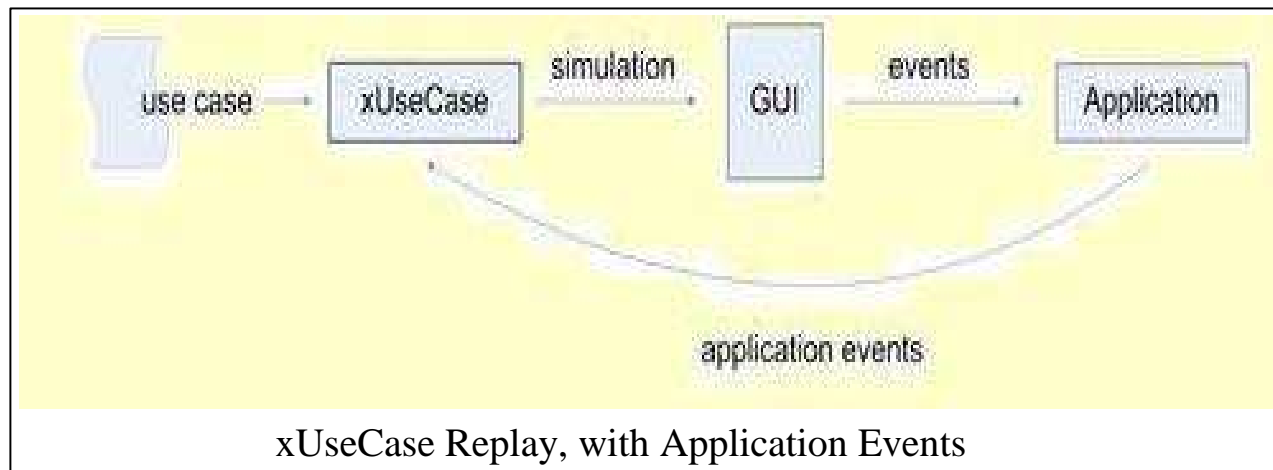 simulation
events
use case
xUseCase
GUI
Application
application events
xUseCase Replay, with Application Events